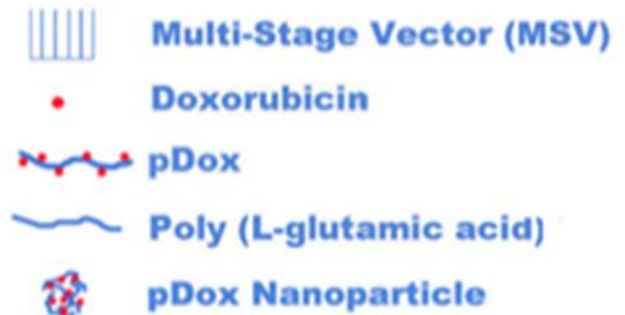 Multi-Stage Vector (MSV)
Doxorubicin
pDox
Poly (L-glutamic acid)
pDox Nanoparticle